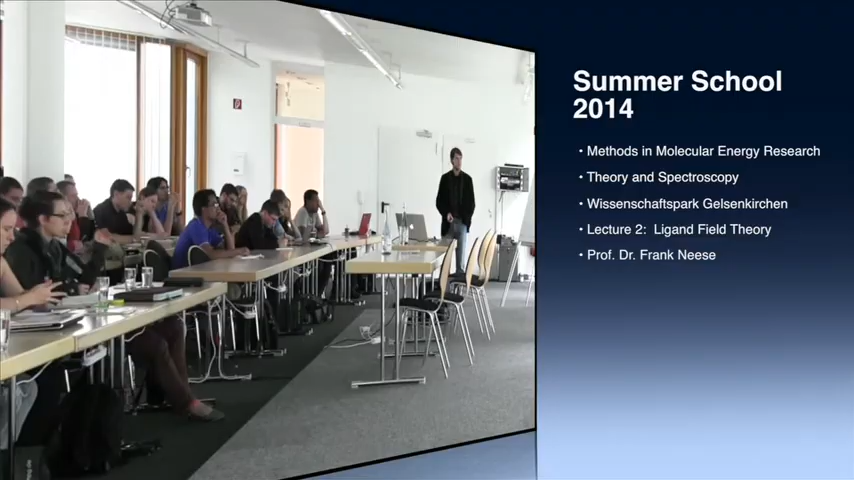 Summer School
2014
• Methods in Molecular Energy Research
• Theory and Spectroscopy
• Wissenschaftspark Gelsenkirchen
• Lecture 2: Ligand Field Theory
• Prof. Dr. Frank Neese